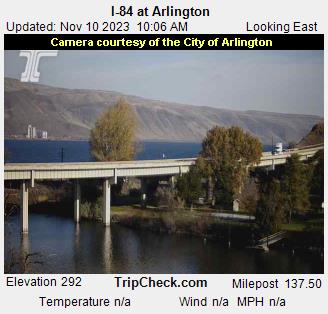 I-84 at Arlington
Updated: Nov 10 2023 10:06 AM Looking East
Camera courtesy of the City of Arlington
Elevation 292 TripCheck.com Milepost 137.50
Temperature n/a Wind n/a MPH n/a